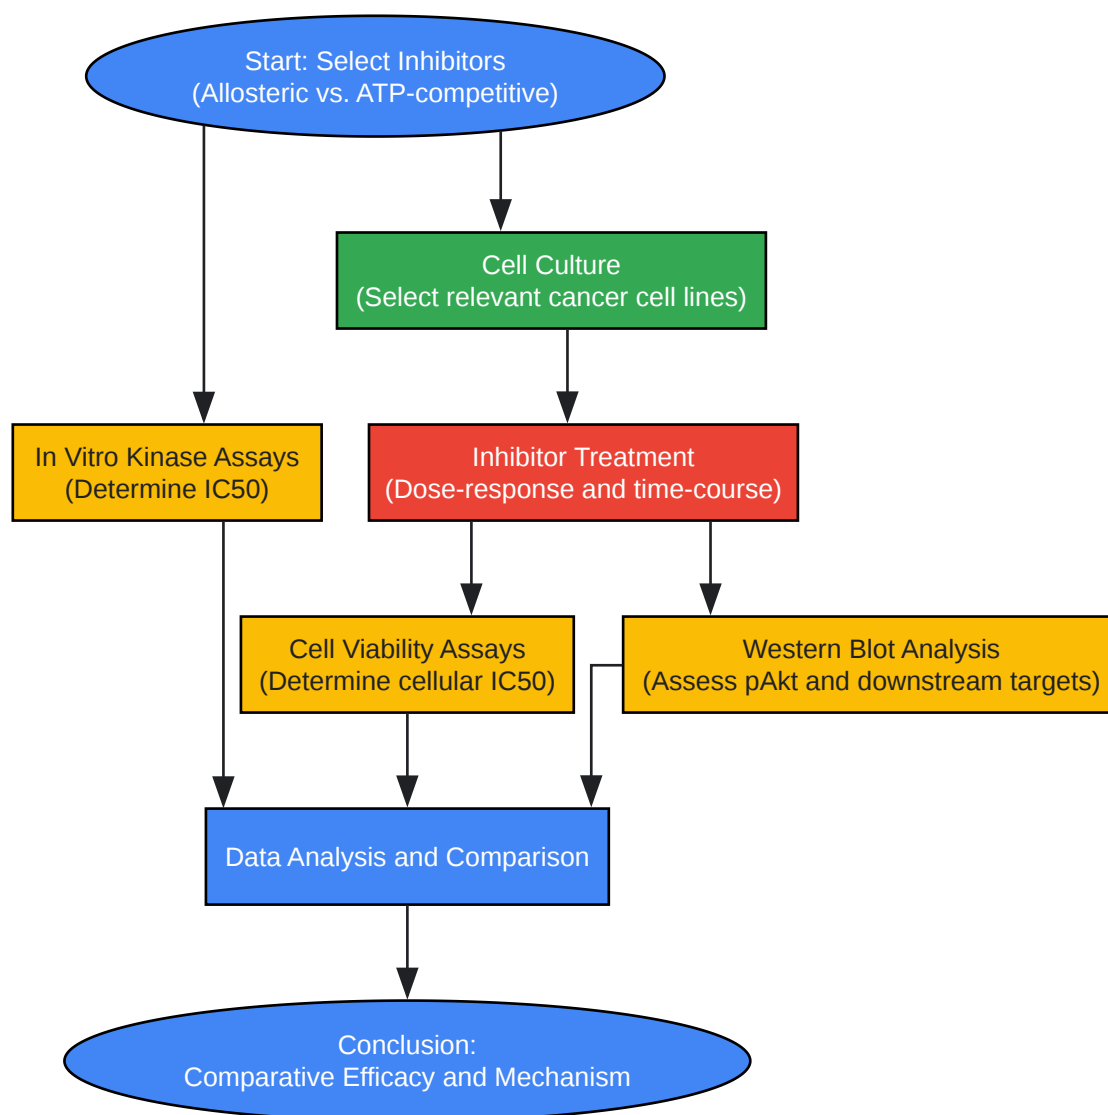 Start: Select Inhibitors
(Allosteric vs. ATP-competitive)
Cell Culture
(Select relevant cancer cell lines)
In Vitro Kinase Assays
(Determine IC50)
Inhibitor Treatment
(Dose-response and time-course)
Cell Viability Assays
(Determine cellular IC50)
Western Blot Analysis
(Assess pAkt and downstream targets)
Data Analysis and Comparison
Conclusion:
Comparative Efficacy and Mechanism